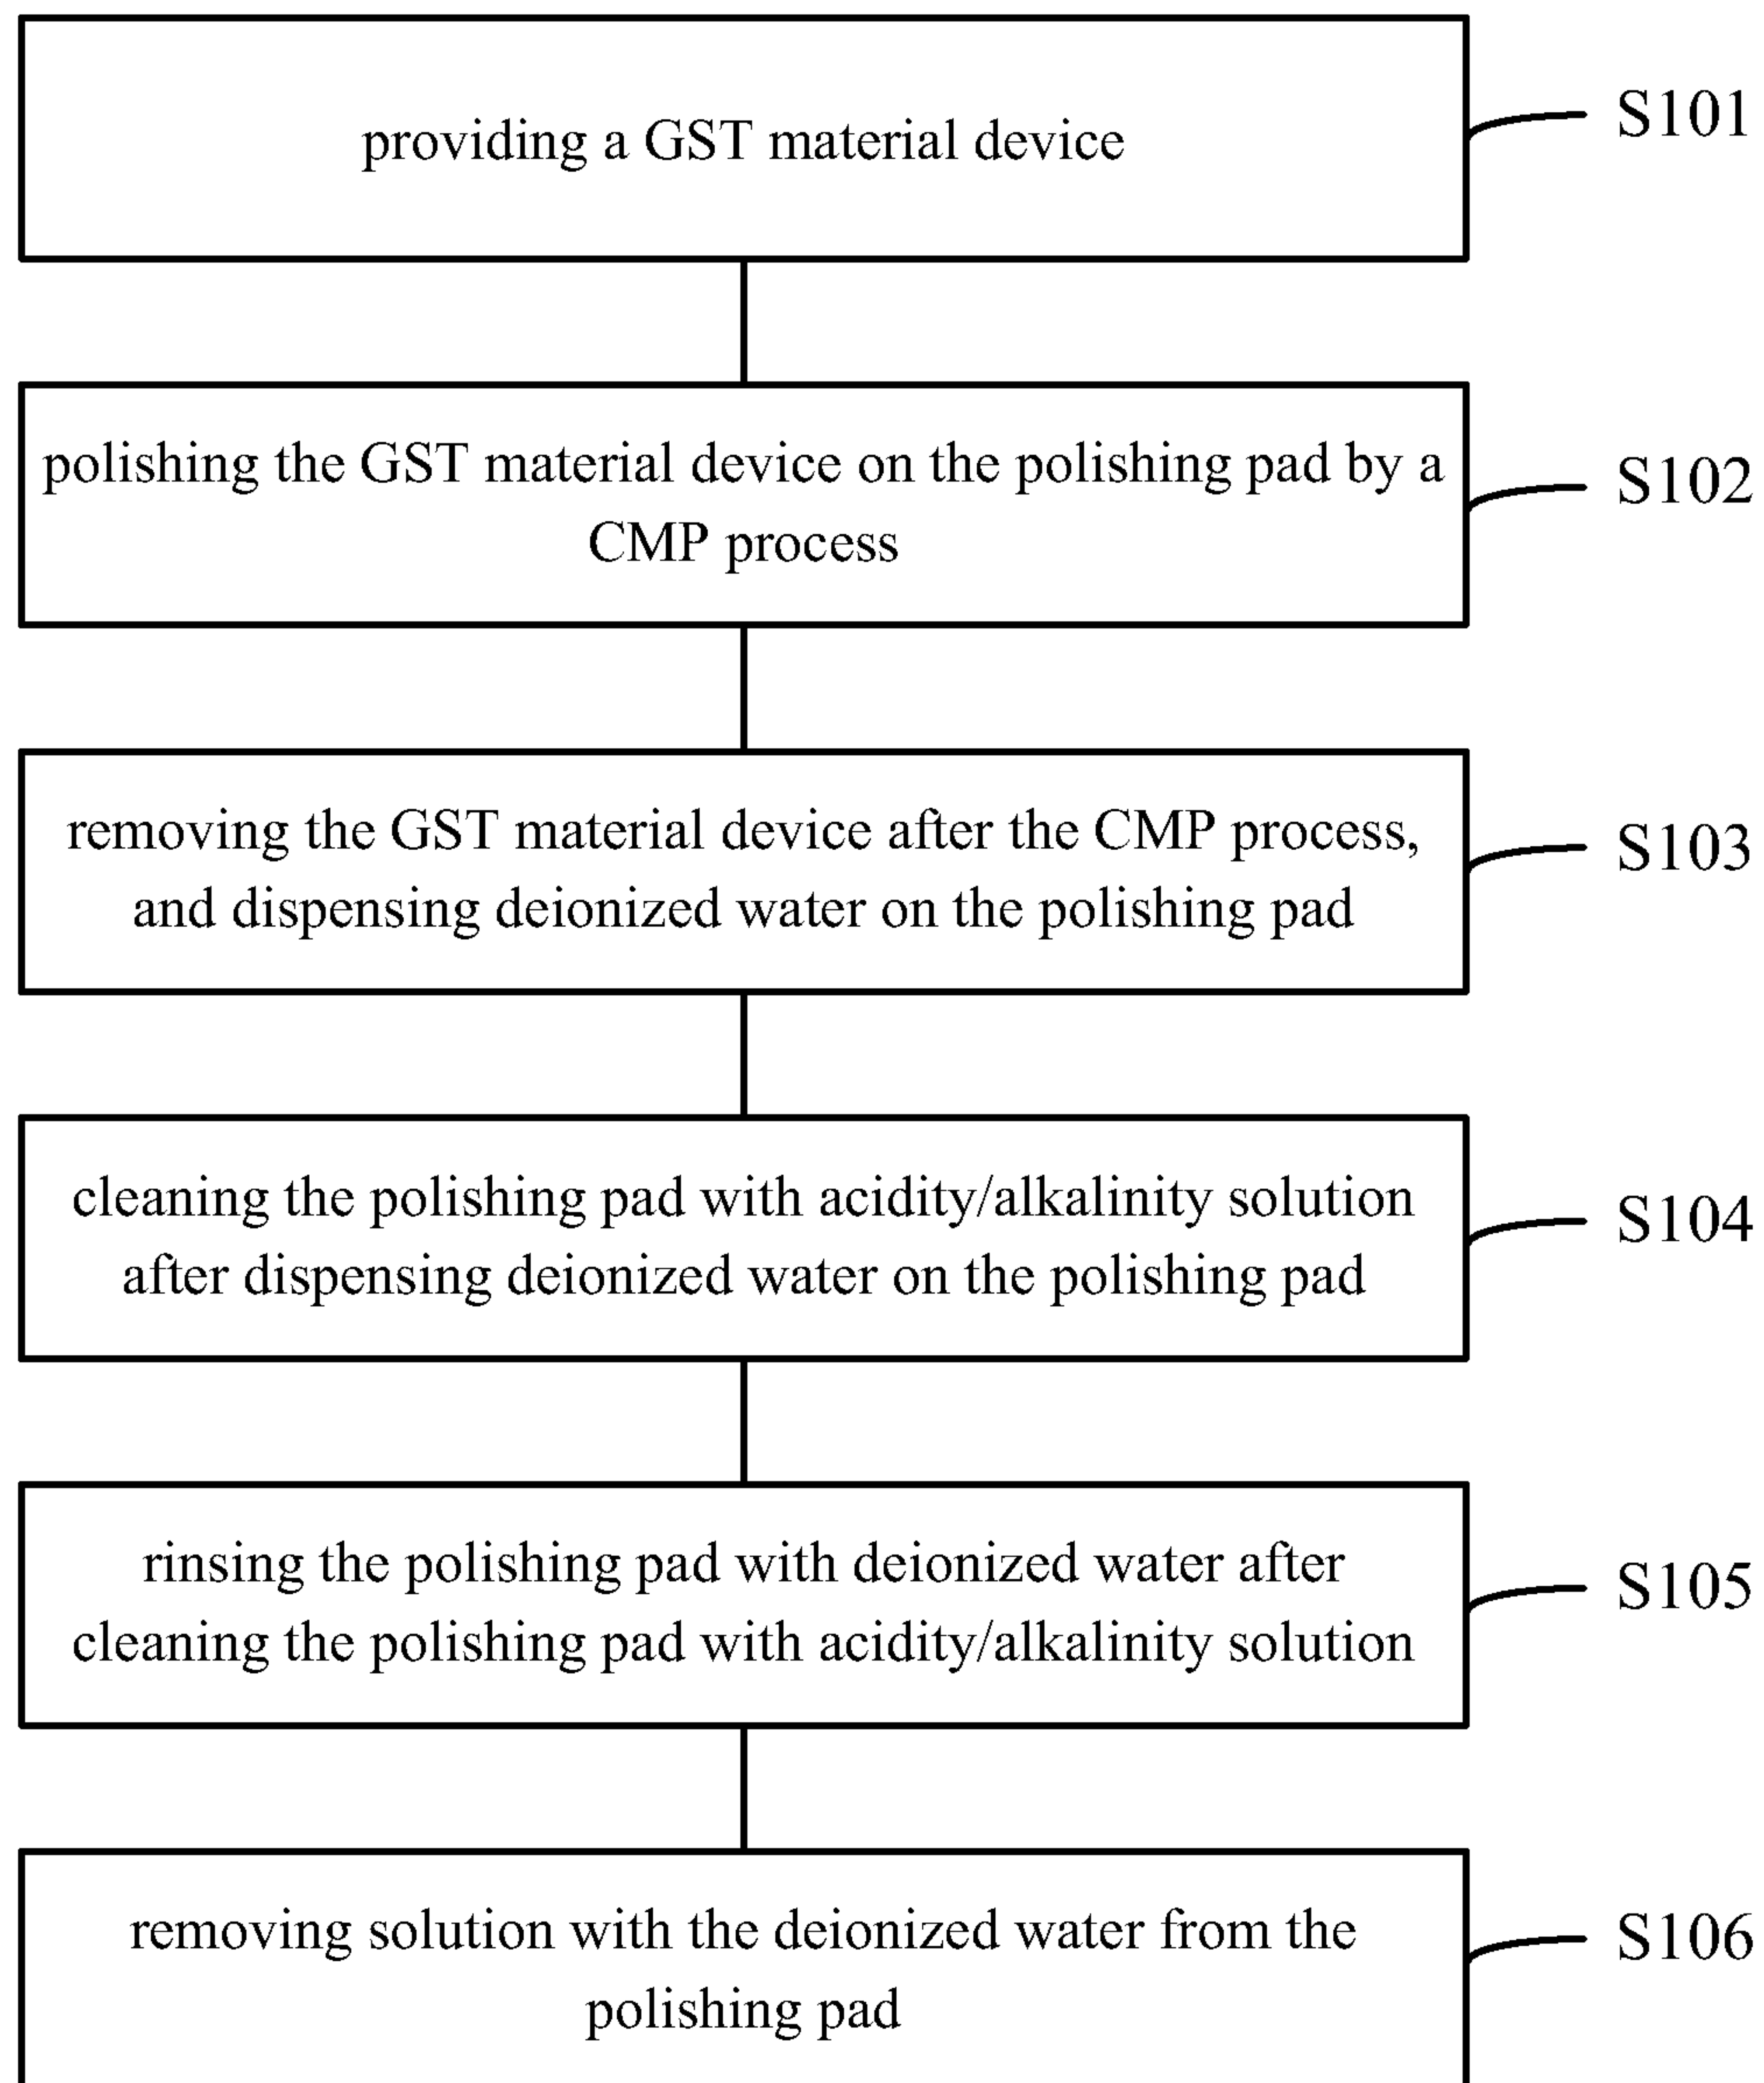 providing a GST material device
S101
polishing the GST material device on the polishing pad by a
CMP process
S102
removing the GST material device after the CMP process,
and dispensing deionized water on the polishing pad
S103
cleaning the polishing pad with acidity/alkalinity solution
after dispensing deionized water on the polishing pad
S104
rinsing the polishing pad with deionized water after
cleaning the polishing pad with acidity/alkalinity solution
S105
removing solution with the deionized water from the
polishing pad
S106